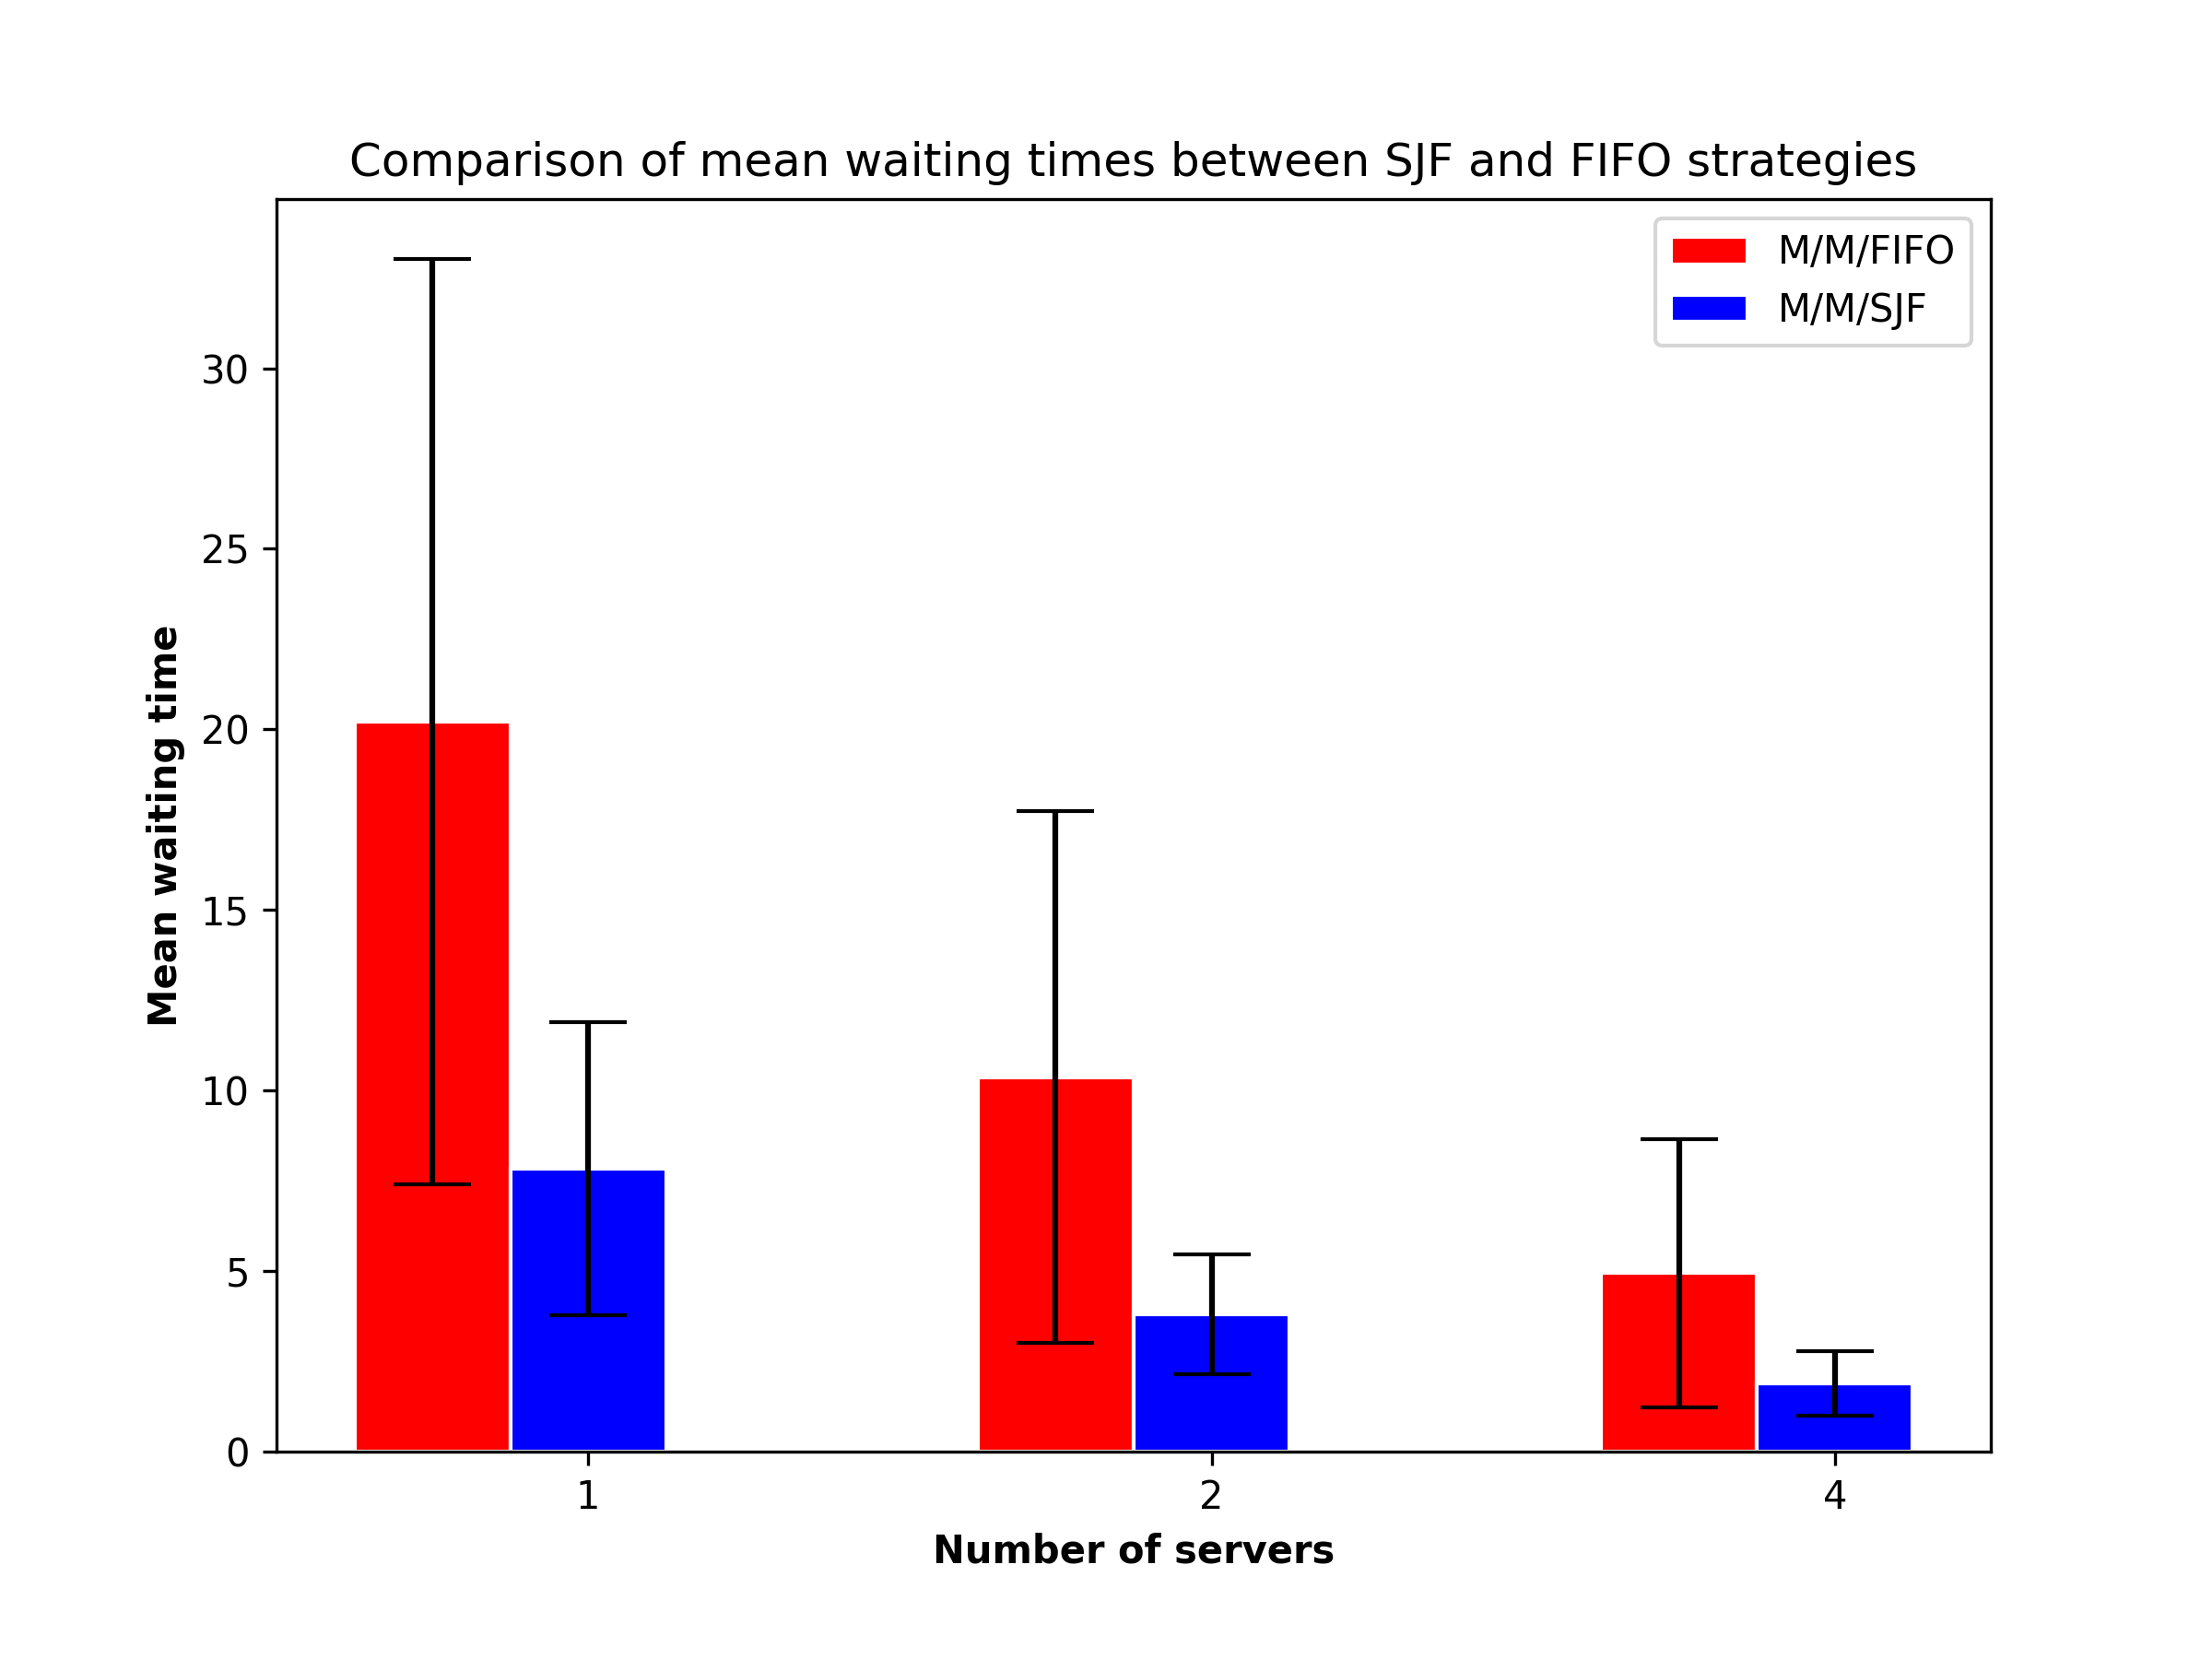 Comparison of mean waiting times between SJF and FIFO strategies
M/M/FIFO
M/M/SJF
30
25
20
15
10
5
0
Mean waiting time
1
2
4
Number of servers